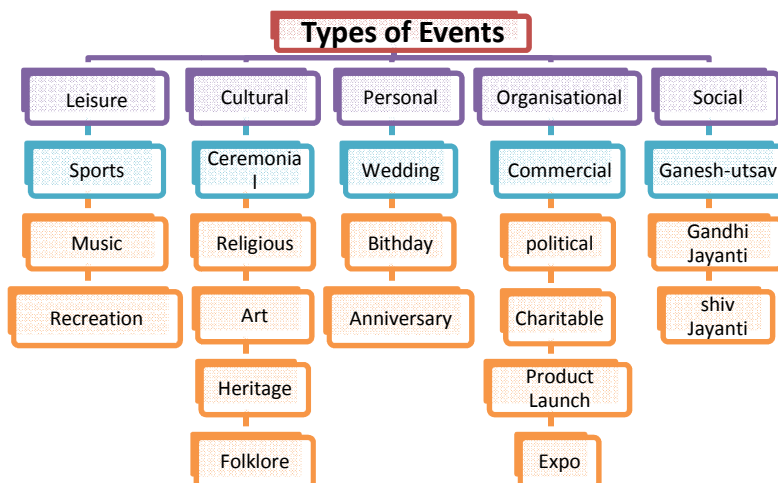 Types of Events
Leisure
Cultural
Personal
Organisational
Social
Sports
Ceremonia
l
Wedding
Commercial
Ganesh-utsav
Music
Religious
Bithday
political
Gandhi
Jayanti
Recreation
Art
Anniversary
Charitable
shiv
Jayanti
Heritage
Product
Launch
Folklore
Expo